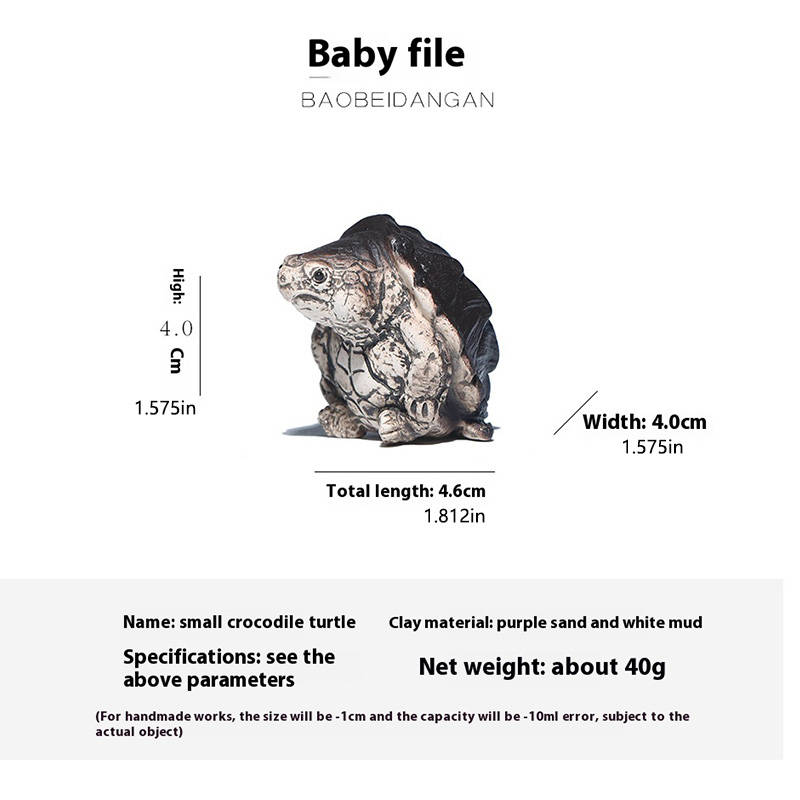 Baby file
BAOBEIDANGAN
High:
4.0
Cm
1.575in
Width: 4.0cm
1.575in
Total length: 4.6cm
1.812in
Name: small crocodile turtle
Clay material: purple sand and white mud
Specifications: see the
above parameters
Net weight: about 40g
(For handmade works, the size will be -1cm and the capacity will be -10ml error, subject to the
actual object)